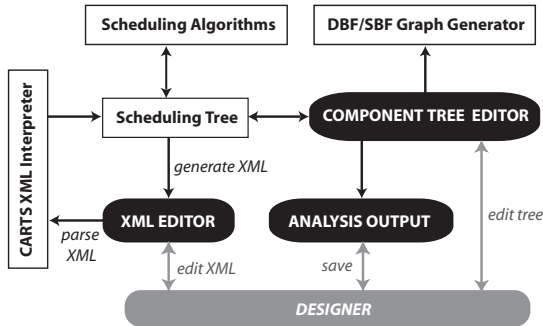 Scheduling Algorithms
DBF/SBF Graph Generator
CARTS XML Interpreter
Scheduling Tree
COMPONENT TREE EDITOR
generate XML
XML EDITOR
ANALYSIS OUTPUT
edit tree
parse
XML
edit XML
save
DESIGNER